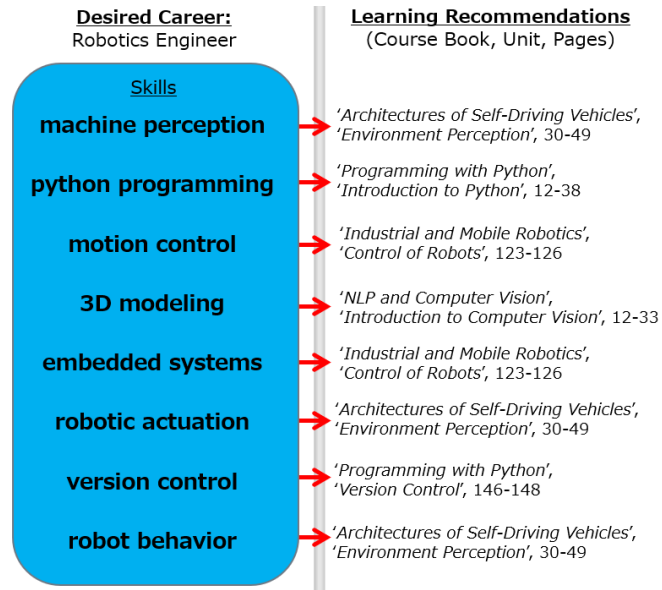 Desired Career:
Robotics Engineer
Learning Recommendations
(Course Book, Unit, Pages)
Skills
machine perception
‘Architectures of Self-Driving Vehicles’,
‘Environment Perception’, 30-49
python programming
‘Programming with Python’,
‘Introduction to Python’, 12-38
motion control
‘Industrial and Mobile Robotics’,
‘Control of Robots’, 123-126
3D modeling
‘NLP and Computer Vision’,
‘Introduction to Computer Vision’, 12-33
embedded systems
‘Industrial and Mobile Robotics’,
‘Control of Robots’, 123-126
robotic actuation
‘Architectures of Self-Driving Vehicles’,
‘Environment Perception’, 30-49
version control
‘Programming with Python’,
‘Version Control’, 146-148
robot behavior
‘Architectures of Self-Driving Vehicles’,
‘Environment Perception’, 30-49